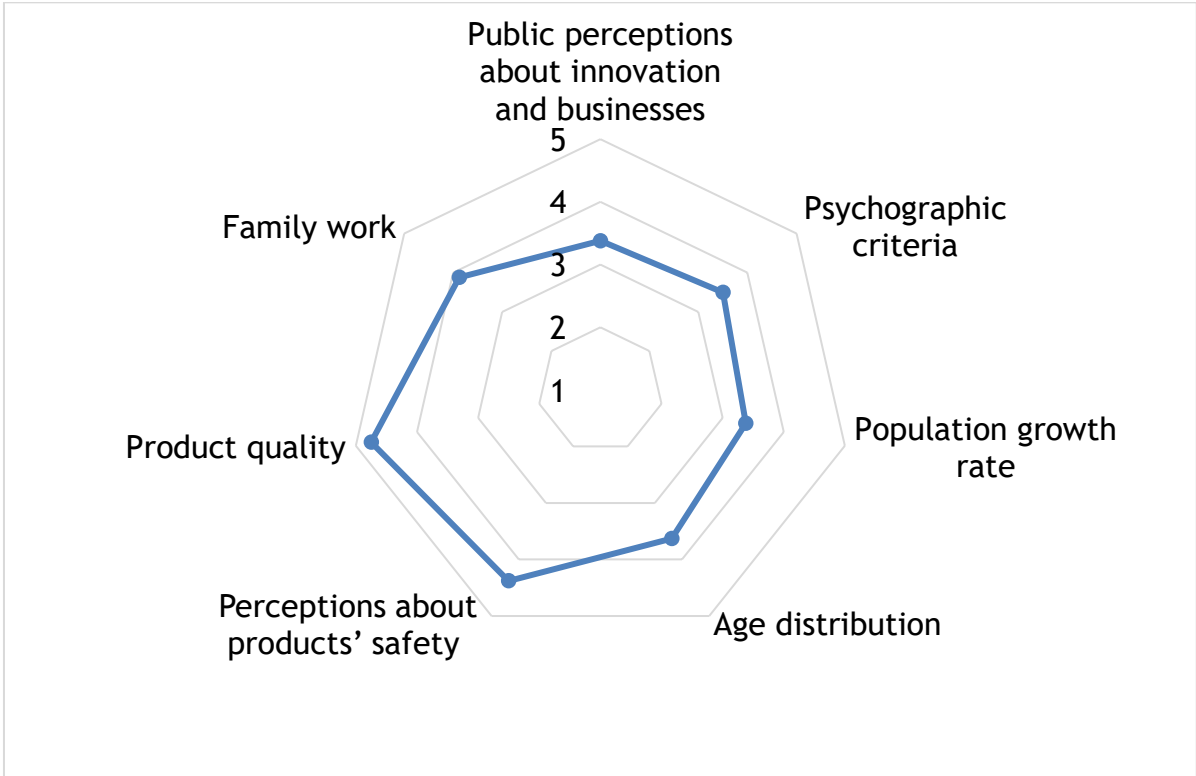 Public perceptions
about innovation
and businesses
5
4
3
2
1
Psychographic
criteria
Population growth
rate
Age distribution
Perceptions about
products’ safety
Product quality
Family work